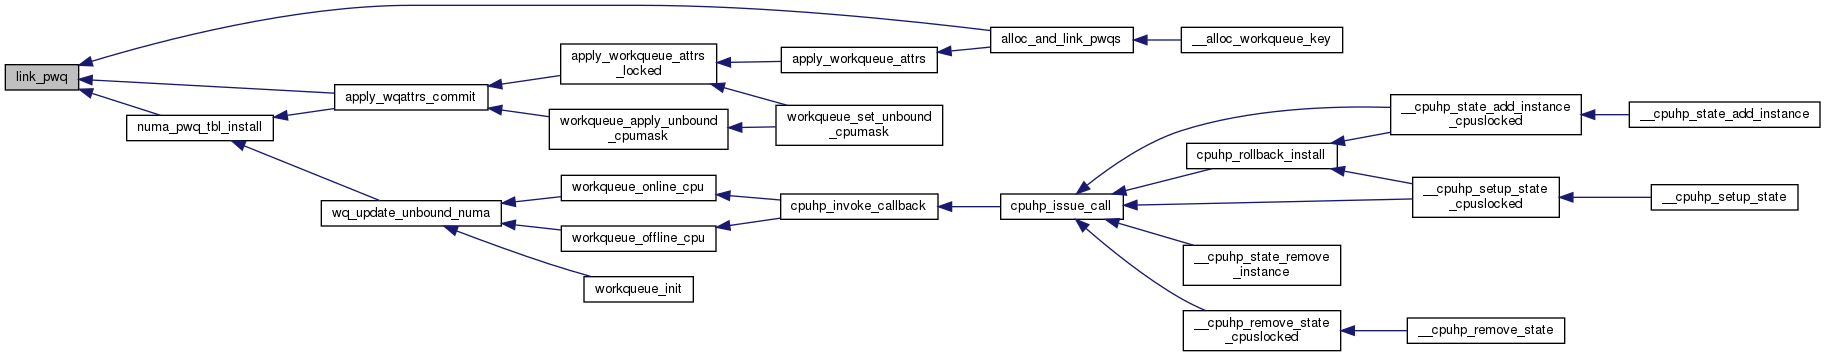 link_pwq
alloc_and_link_pwqs
__alloc_workqueue_key
apply_workqueue_attrs
_locked
apply_workqueue_attrs
apply_wqattrs_commit
numa_pwq_tbl_install
workqueue_apply_unbound
_cpumask
workqueue_set_unbound
_cpumask
wq_update_unbound_numa
workqueue_online_cpu
workqueue_offline_cpu
workqueue_init
cpuhp_invoke_callback
cpuhp_issue_call
__cpuhp_state_add_instance
_cpuslocked
__cpuhp_state_add_instance
cpuhp_rollback_install
__cpuhp_setup_state
_cpuslocked
__cpuhp_setup_state
__cpuhp_state_remove
_instance
__cpuhp_remove_state
_cpuslocked
__cpuhp_remove_state